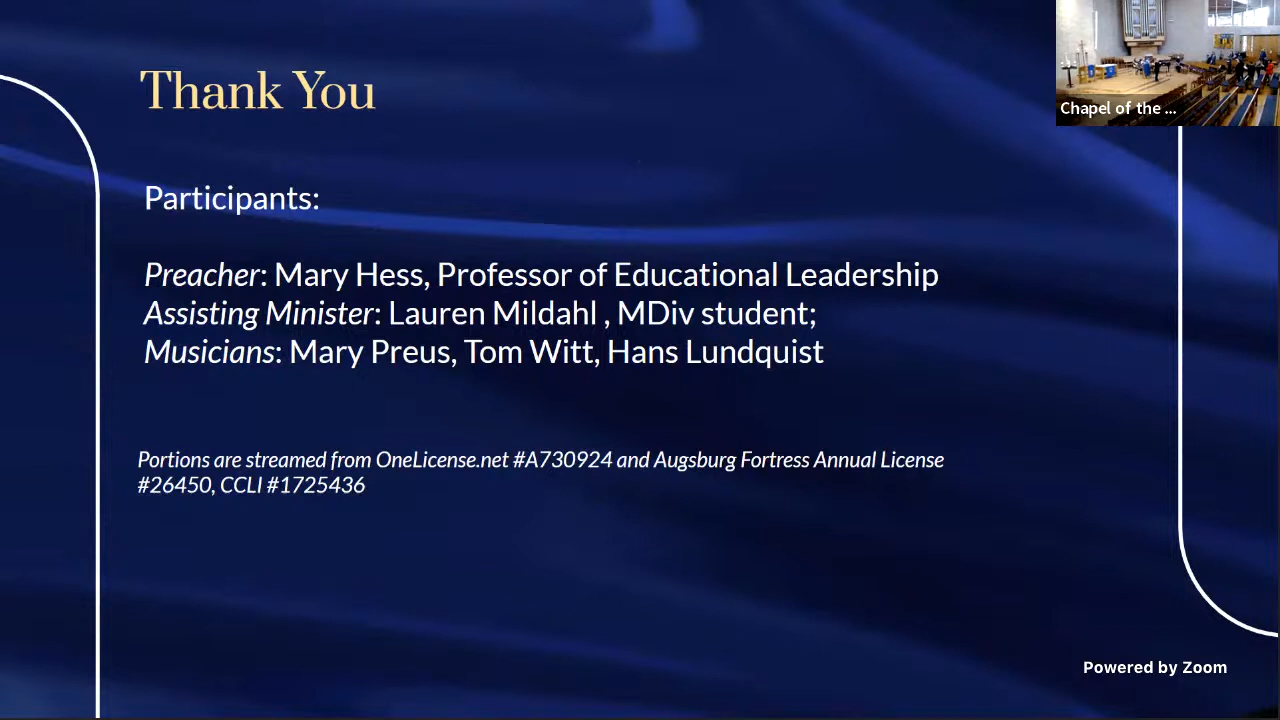 Thank You
Chapel of the ...
Participants:
Preacher: Mary Hess, Professor of Educational Leadership
Assisting Minister: Lauren Mildahl , MDiv student;
Musicians: Mary Preus, Tom Witt, Hans Lundquist
Portions are streamed from OneLicense.net #A730924 and Augsburg Fortress Annual License
#26450, CCLI #1725436
Powered by Zoom